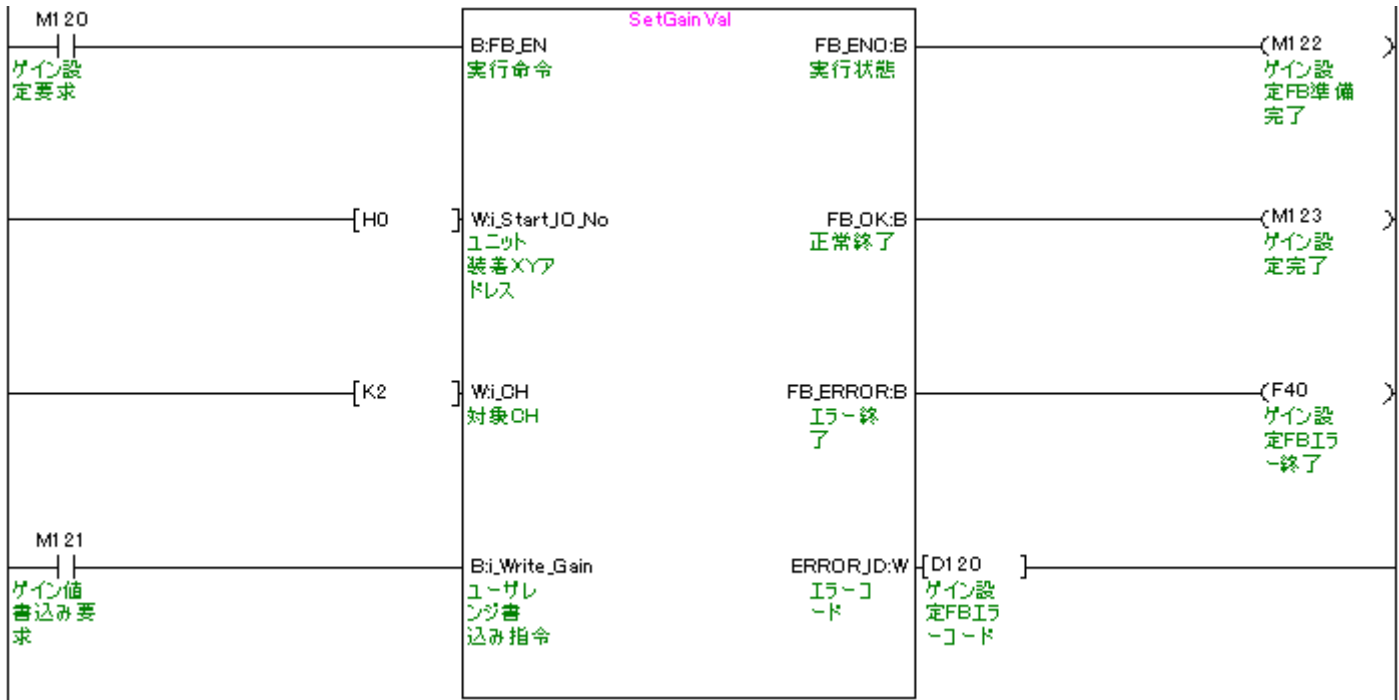 SetGainVal
M120
ゲイン設
定要求
B:FB_EN
実行命令
FB_ENO:B
実行状態
M122
ゲイン設
定FB準備
完了
H0
W:i_Start_IO_No
ユニット
装着XYア
ドレス
FB_OK:B
正常終了
M123
ゲイン設
定完了
K2
W:i_CH
対象CH
FB_ERROR:B
エラー終
了
F40
ゲイン設
定FBエラ
ー終了
M121
ゲイン値
書込み要
求
B:i_Write_Gain
ユーザレ
ンジ書
込み指令
ERROR_ID:W
エラーコ
ード
D120
ゲイン設
定FBエラ
ーコード